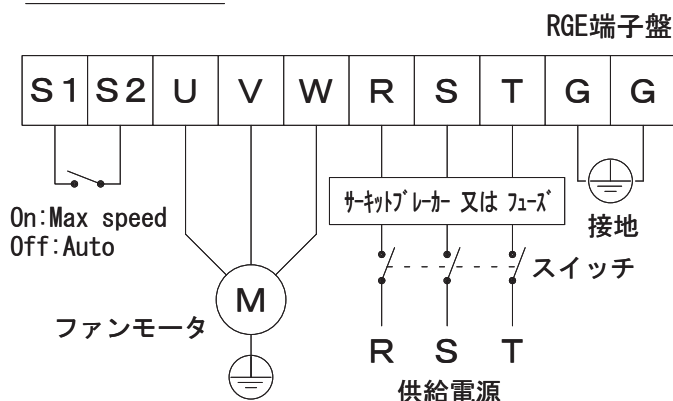 RGE端子盤
S1 S2 U V W R S T G G
サーキットブレーカー 又は フューズ
On:Max speed
Off:Auto
接地
スイッチ
M
ファンモータ
R S T
供給電源